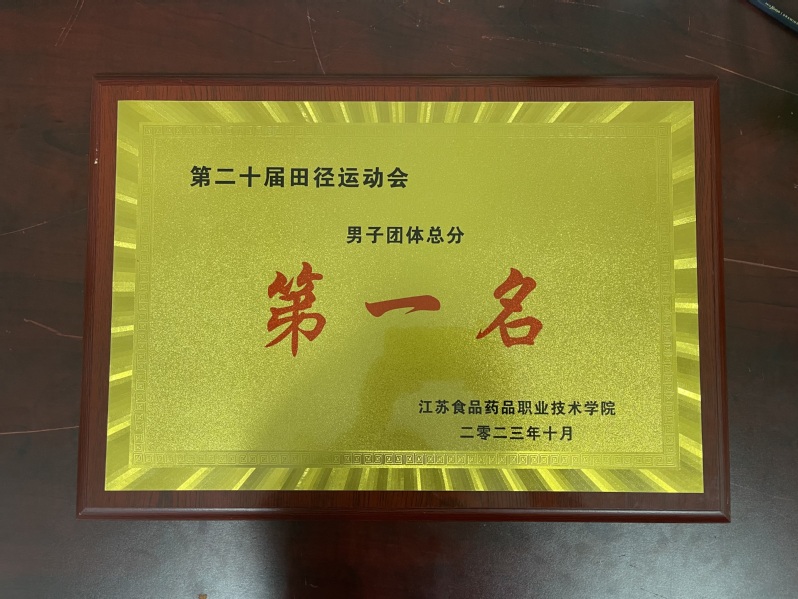 第二十届田径运动会
男子团体总分
第一名
江苏食品药品职业技术学院
二零二三年十月